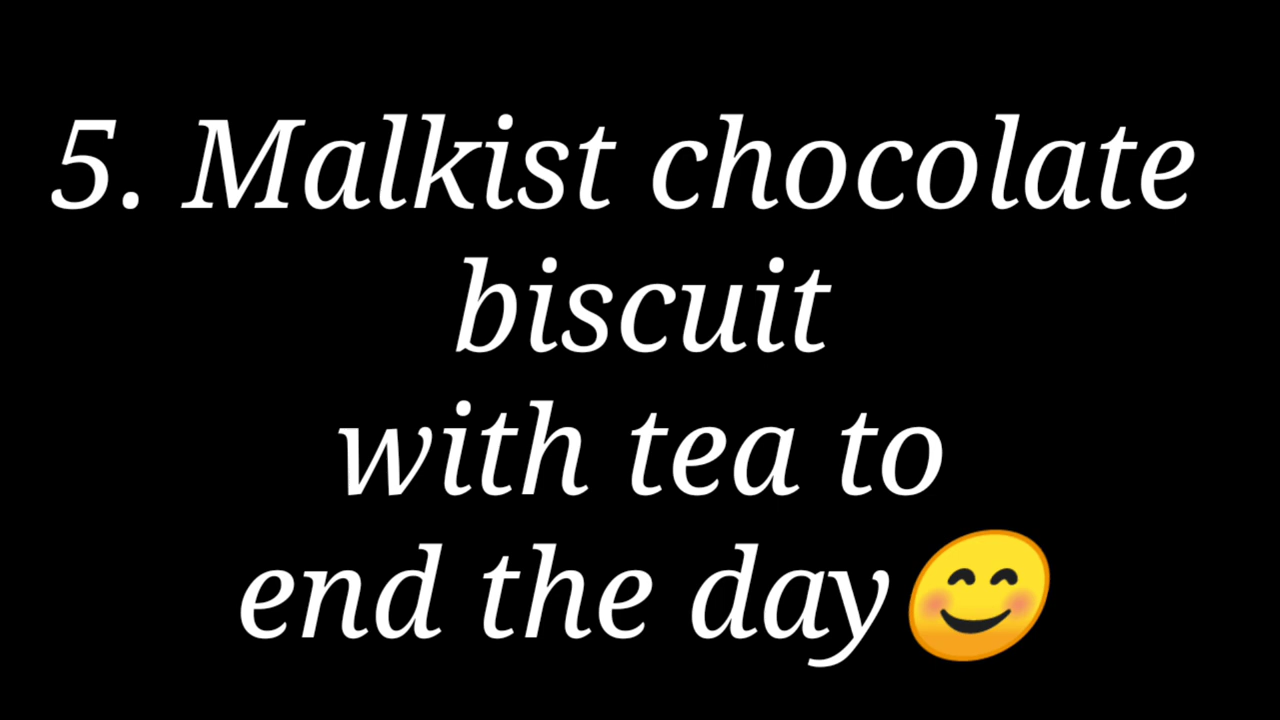 5. Malkist chocolate
biscuit
with tea to
end the day😊